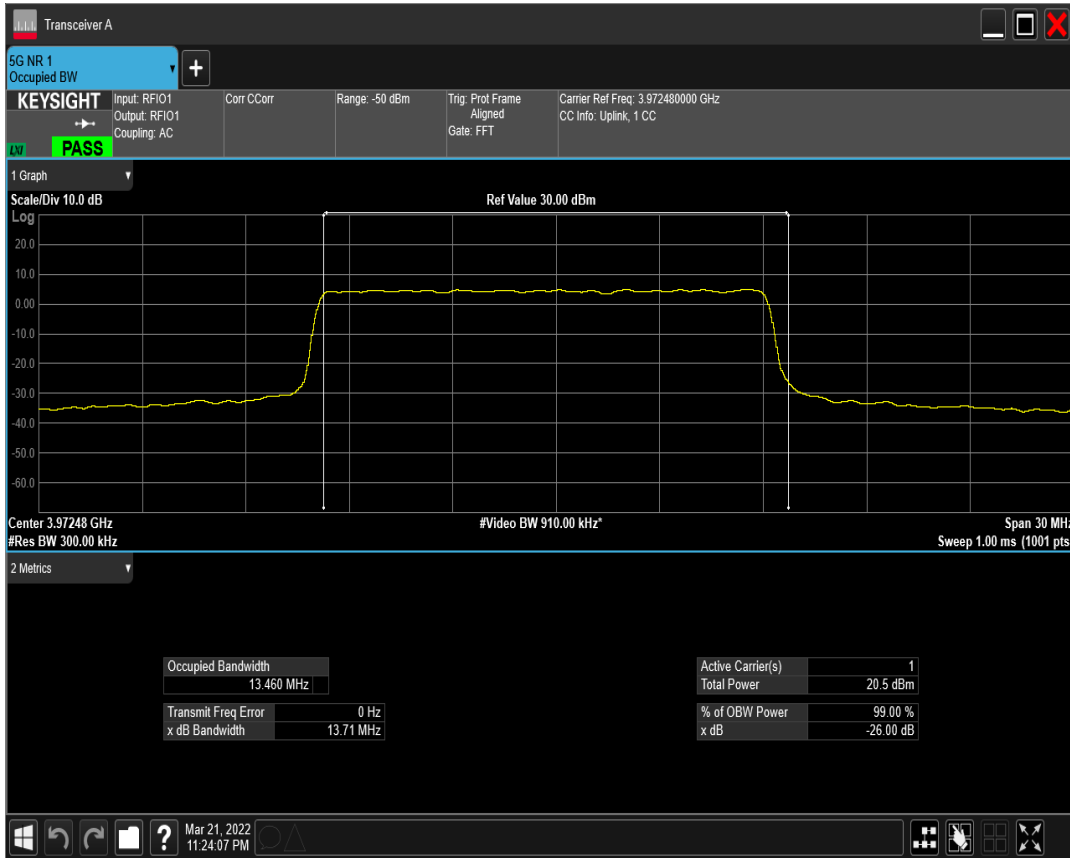 Transceiver A
5G NR 1
Occupied BW
KEYSIGHT
Input: RFIO1
Output: RFIO1
Coupling: AC
LXI
PASS
Corr CCorr
Range: -50 dBm
Trig: Prot Frame
Aligned
Gate: FFT
Carrier Ref Freq: 3.972480000 GHz
CC Info: Uplink, 1 CC
1 Graph
Scale/Div 10.0 dB
Ref Value 30.00 dBm
Log
20.0
10.0
0.00
-10.0
-20.0
-30.0
-40.0
-50.0
-60.0
Center 3.97248 GHz
#Video BW 910.00 kHz*
Span 30 MHz
#Res BW 300.00 kHz
Sweep 1.00 ms (1001 pts
2 Metrics
Occupied Bandwidth
13.460 MHz
Transmit Freq Error 0 Hz
x dB Bandwidth 13.71 MHz
Active Carrier(s) 1
Total Power 20.5 dBm
% of OBW Power 99.00 %
x dB -26.00 dB
?
Mar 21, 2022
11:24:07 PM